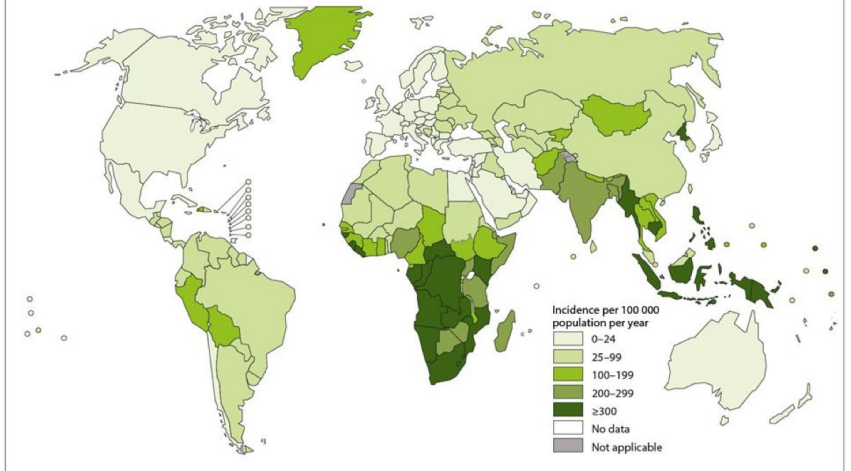 Incidence per 100 000
population per year
0–24
25–99
100–199
200–299
≥300
No data
Not applicable